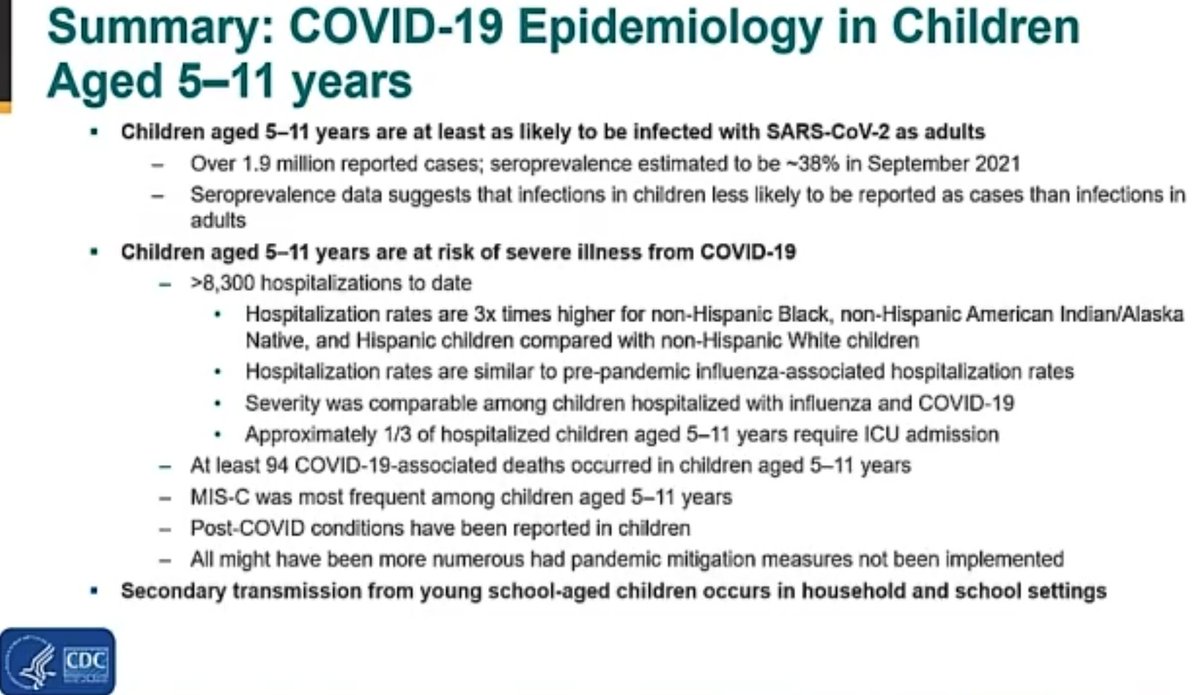 Summary: COVID-19 Epidemiology in Children
Aged 5–11 years
▪ Children aged 5–11 years are at least as likely to be infected with SARS-CoV-2 as adults
– Over 1.9 million reported cases; seroprevalence estimated to be ~38% in September 2021
– Seroprevalence data suggests that infections in children less likely to be reported as cases than infections in
adults
▪ Children aged 5–11 years are at risk of severe illness from COVID-19
– >8,300 hospitalizations to date
• Hospitalization rates are 3x times higher for non-Hispanic Black, non-Hispanic American Indian/Alaska
Native, and Hispanic children compared with non-Hispanic White children
• Hospitalization rates are similar to pre-pandemic influenza-associated hospitalization rates
• Severity was comparable among children hospitalized with influenza and COVID-19
• Approximately 1/3 of hospitalized children aged 5–11 years require ICU admission
– At least 94 COVID-19-associated deaths occurred in children aged 5–11 years
– MIS-C was most frequent among children aged 5–11 years
– Post-COVID conditions have been reported in children
– All might have been more numerous had pandemic mitigation measures not been implemented
▪ Secondary transmission from young school-aged children occurs in household and school settings
CDC